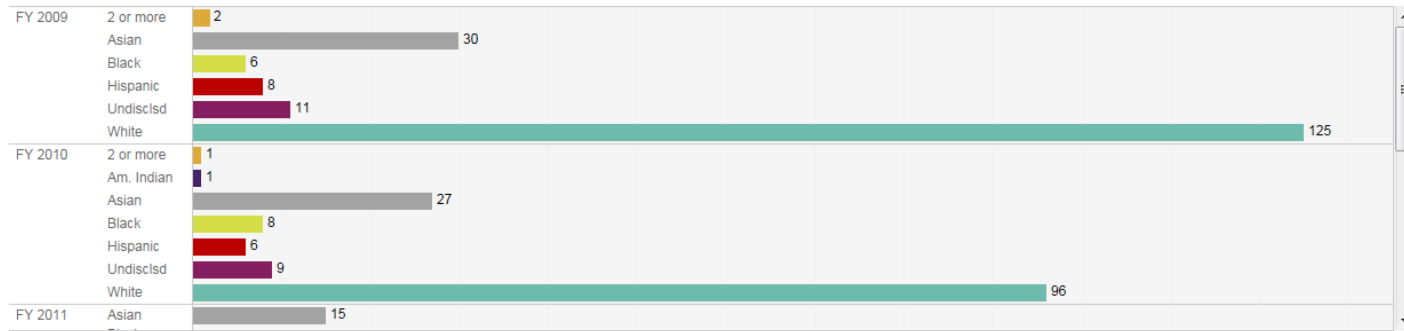 FY 2009 2 or more 2
Asian 30
Black 6
Hispanic 8
Undisclsd 11
White 125
FY 2010 2 or more 1
Am. Indian 1
Asian 27
Black 8
Hispanic 6
Undisclsd 9
White 96
FY 2011 Asian 15